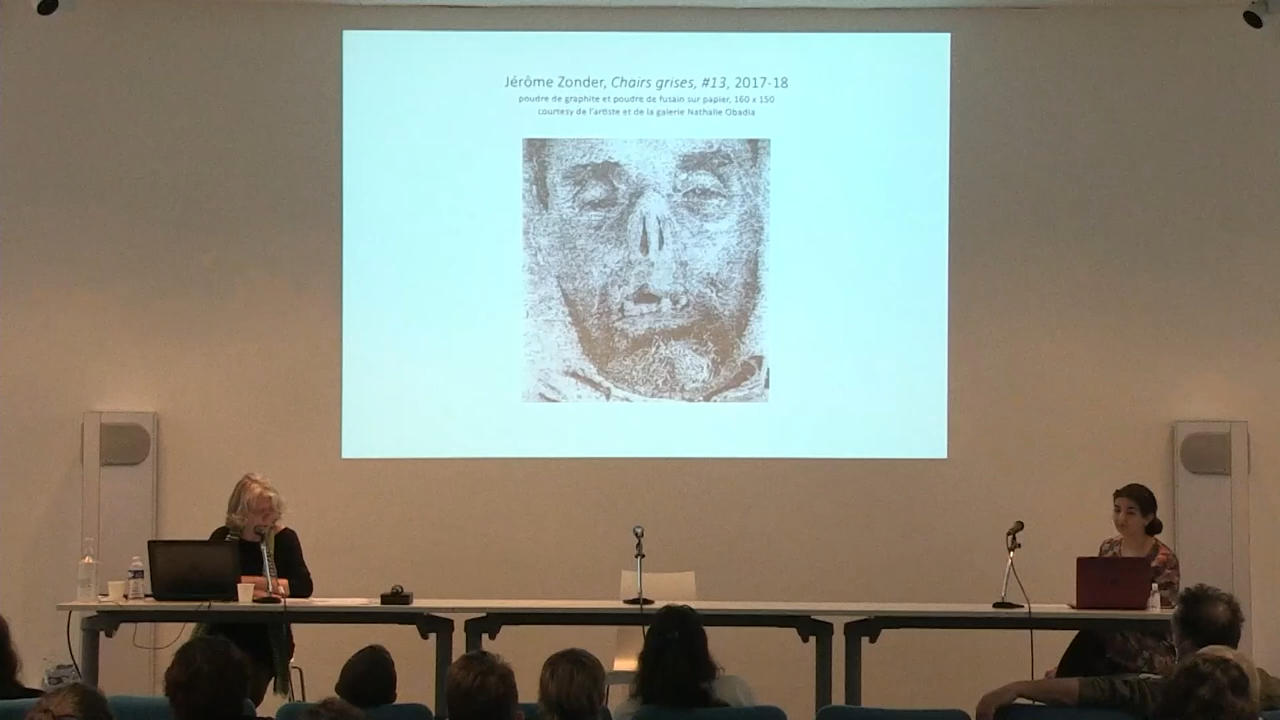 Jérôme Zonder, Chairs grises, #13, 2017-18
poudre de graphite et poudre de fusain sur papier, 160 x 150
courtesy de l'artiste et de la galerie Nathalie Obadia